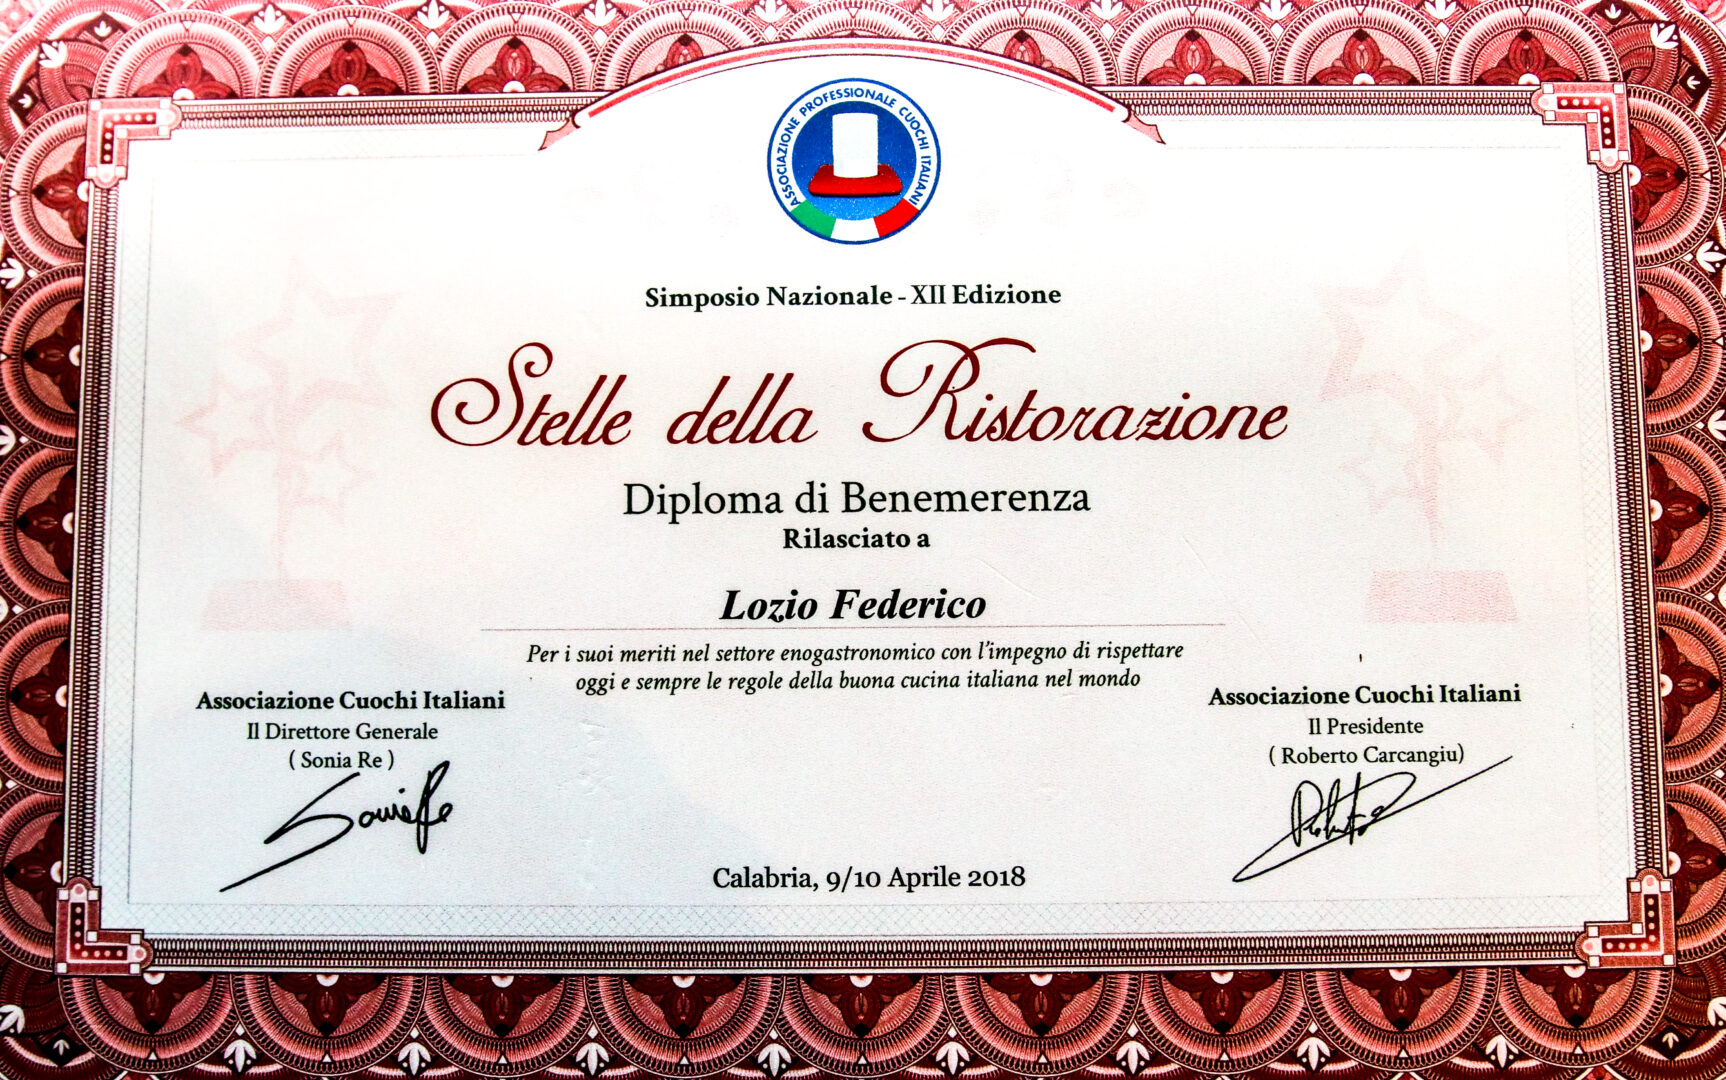 ASSOCIAZIONE PROFESSIONALE CUOCHI ITALIANI
Simposio Nazionale - XII Edizione
Stelle della Ristorazione
Diploma di Benemerenza
Rilasciato a
Lozio Federico
Per i suoi meriti nel settore enogastronomico con l'impegno di rispettare
oggi e sempre le regole della buona cucina italiana nel mondo
Associazione Cuochi Italiani
Il Direttore Generale
( Sonia Re )
Sonia Re
Associazione Cuochi Italiani
Il Presidente
( Roberto Carcangiu)
Calabria, 9/10 Aprile 2018